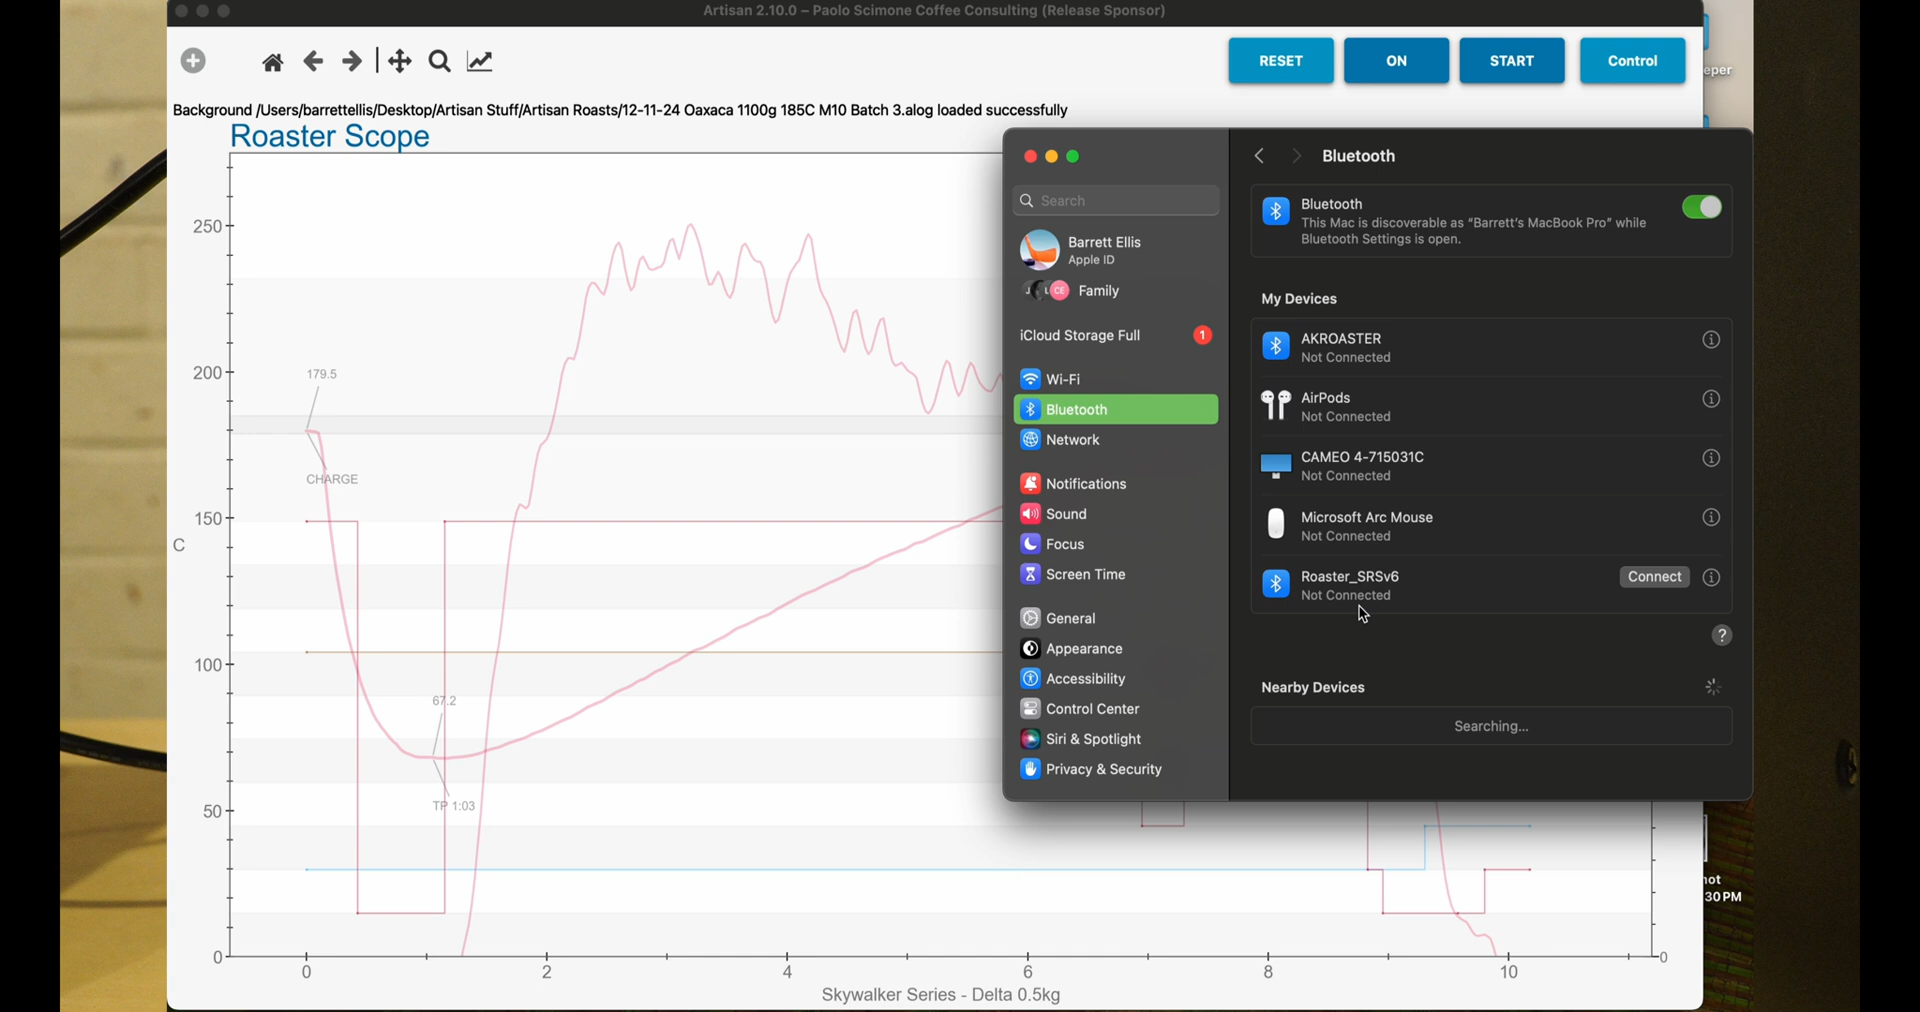 Artisan 2.10.0 – Paolo Scimone Coffee Consulting (Release Sponsor)
RESET
ON
START
Control
eper
Background /Users/barrettellis/Desktop/Artisan Stuff/Artisan Roasts/12-11-24 Oaxaca 1100g 185C M10 Batch 3.alog loaded successfully
Roaster Scope
250
200
150
C
100
50
0
179.5
CHARGE
67.2
TP 1:03
0
2
4
6
8
10
0
Skywalker Series - Delta 0.5kg
Search
Barrett Ellis
Apple ID
J
L
CE
Family
iCloud Storage Full
1
Wi-Fi
Bluetooth
Network
Notifications
Sound
Focus
Screen Time
General
Appearance
Accessibility
Control Center
Siri & Spotlight
Privacy & Security
Bluetooth
Bluetooth
This Mac is discoverable as “Barrett's MacBook Pro” while
Bluetooth Settings is open.
My Devices
AKROASTER
Not Connected
AirPods
Not Connected
CAMEO 4-715031C
Not Connected
Microsoft Arc Mouse
Not Connected
Roaster_SRSv6
Connect
Not Connected
?
Nearby Devices
Searching...
not
30 PM